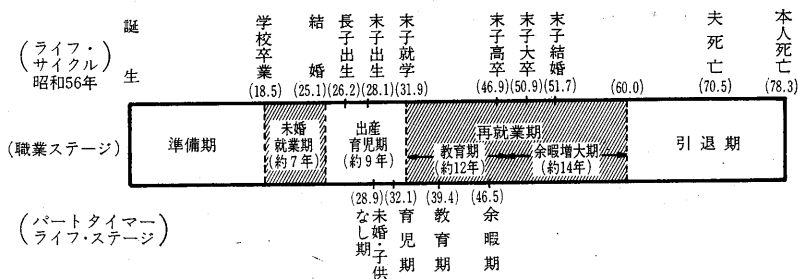 (ライフ・サイクル)
昭和56年
誕生
学校卒業
(18.5)
結婚
(25.1)
長子出生
(26.2)
末子出生
(28.1)
末子就学
(31.9)
末子高卒
(46.9)
末子大卒
(50.9)
末子結婚
(51.7)
(60.0)
夫死亡
(70.5)
本人死亡
(78.3)
(職業ステージ)
準備期
未婚
就業期
(約7年)
出産
育児期
(約9年)
再就業期
教育期
(約12年)
余暇増大期
(約14年)
引退期
(パートタイマー
ライフ・ステージ)
(28.9)
(32.1)
(39.4)
(46.5)
未婚・子供
なし期
育児期
教育期
余暇期